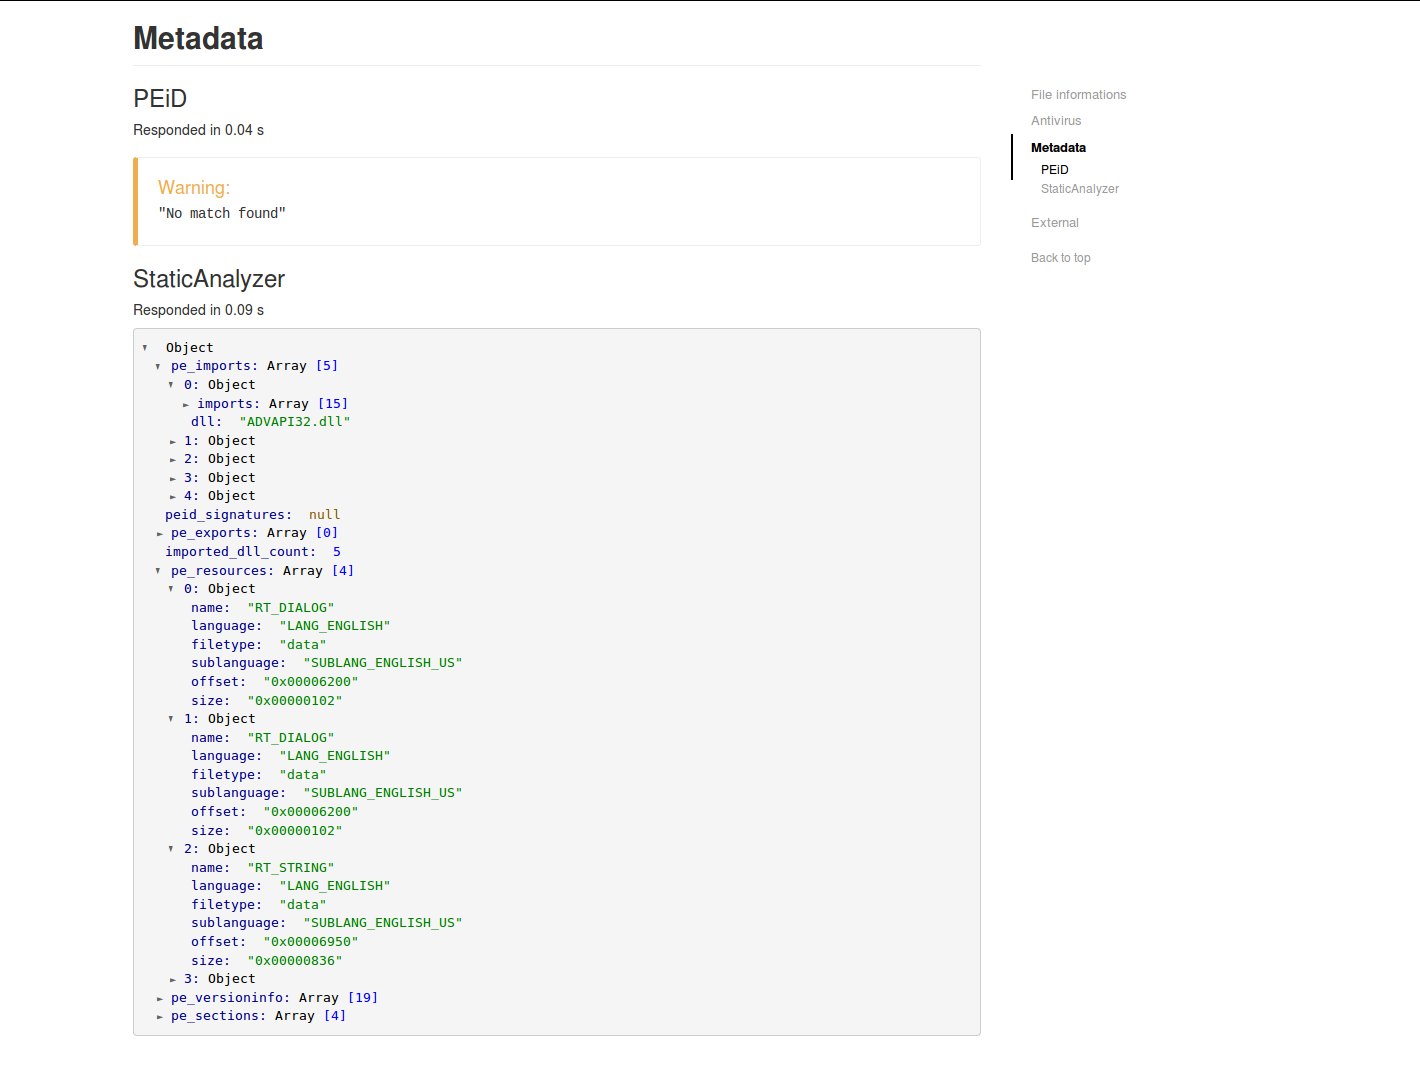 Metadata
PEiD
Responded in 0.04 s
Warning:
"No match found"
StaticAnalyzer
Responded in 0.09 s
Object
pe_imports: Array [5]
0: Object
imports: Array [15]
dll: "ADVAPI32.dll"
1: Object
2: Object
3: Object
4: Object
peid_signatures: null
pe_exports: Array [0]
imported_dll_count: 5
pe_resources: Array [4]
0: Object
name: "RT_DIALOG"
language: "LANG_ENGLISH"
filetype: "data"
sublanguage: "SUBLANG_ENGLISH_US"
offset: "0x00006200"
size: "0x00000102"
1: Object
name: "RT_DIALOG"
language: "LANG_ENGLISH"
filetype: "data"
sublanguage: "SUBLANG_ENGLISH_US"
offset: "0x00006200"
size: "0x00000102"
2: Object
name: "RT_STRING"
language: "LANG_ENGLISH"
filetype: "data"
sublanguage: "SUBLANG_ENGLISH_US"
offset: "0x00006950"
size: "0x00000836"
3: Object
pe_versioninfo: Array [19]
pe_sections: Array [4]
File informations
Antivirus
Metadata
PEiD
StaticAnalyzer
External
Back to top